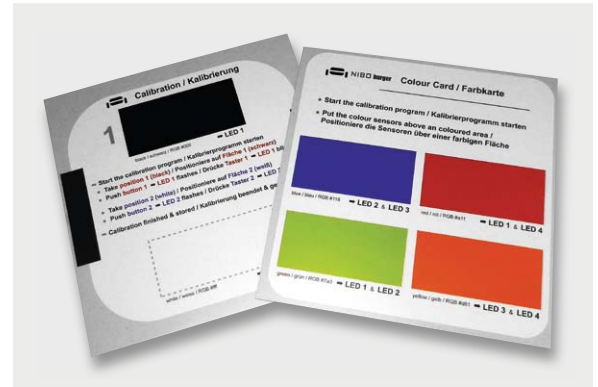 Calibration / Kalibrierung
1
black / schwarz / RGB #000
➡ LED 1
– Start the calibration program / Kalibrierprogramm starten
• Take position 1 (black) / Positioniere auf Fläche 1 (schwarz)
• Push button 1 ➡ LED 1 flashes / Drücke Taster 1 ➡ LED 1
• Take position 2 (white) / Positioniere auf Fläche 2 (weiß)
• Push button 2 ➡ LED 2 flashes / Drücke Taster 2 ➡ LED
– Calibration finished & stored / Kalibrierung beendet &
white / weiss / RGB #fff
NIBO burger Colour Card / Farbkarte
• Start the calibration program / Kalibrierprogramm starten
• Put the colour sensors above an coloured area /
Positioniere die Sensoren über einer farbigen Fläche
blue / blau / RGB #11b ➡ LED 2 & LED 3
red / rot / RGB #a11 ➡ LED 1 & LED 4
green / grün / RGB #7a0 ➡ LED 1 & LED 2
yellow / gelb / RGB #d81 ➡ LED 3 & LED 4